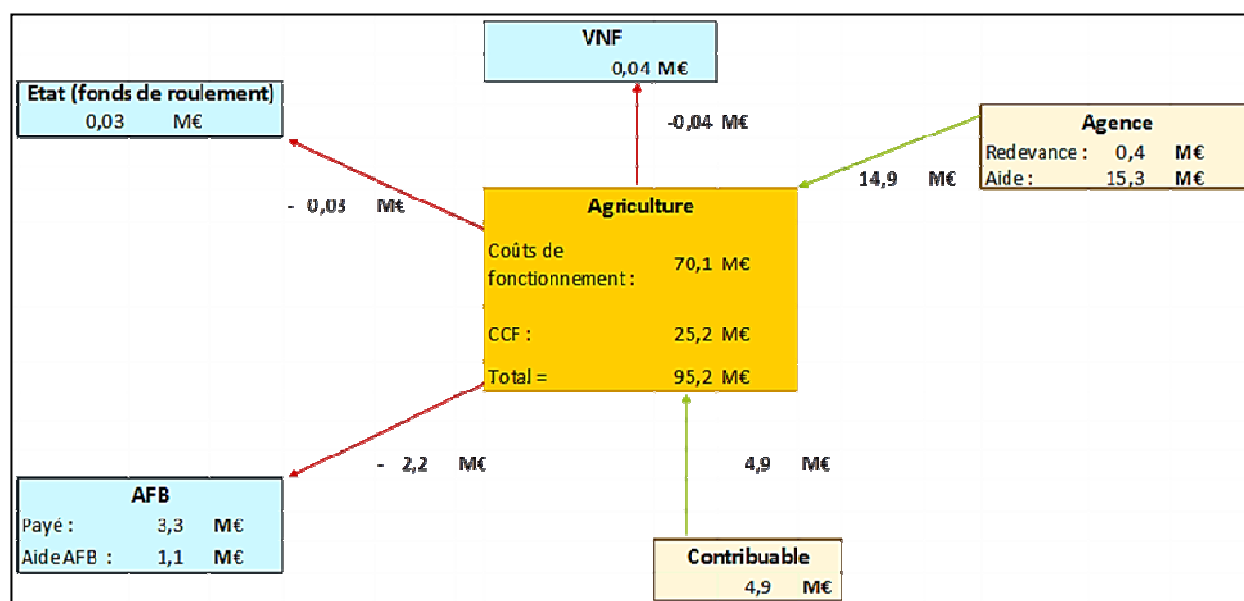 VNF
0,04 M€
Etat (fonds de roulement)
0,03 M€
-0,04 M€
Agence
Redevance : 0,4 M€
Aide : 15,3 M€
14,9 M€
- 0,03 M€
Agriculture
Coûts de
fonctionnement : 70,1 M€
CCF : 25,2 M€
Total = 95,2 M€
- 2,2 M€
4,9 M€
AFB
Payé : 3,3 M€
Aide AFB : 1,1 M€
Contribuable
4,9 M€